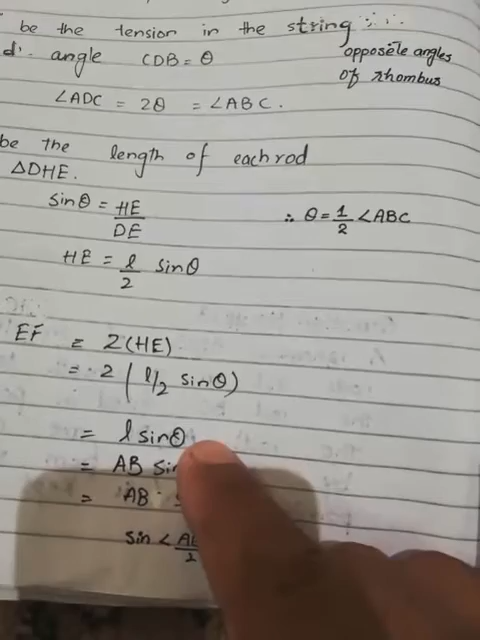 be the tension in the string ∵
angle CDB = θ
opposite angles
of rhombus
∠ADC = 2θ = ∠ABC.
be the length of each rod
ΔDHE.
sinθ = HE/DE
∴ θ = 1/2 ∠ABC
HE = l/2 sinθ
EF = 2(HE)
= 2 (l/2 sinθ)
= l sinθ
= AB sin
= AB
sin ∠